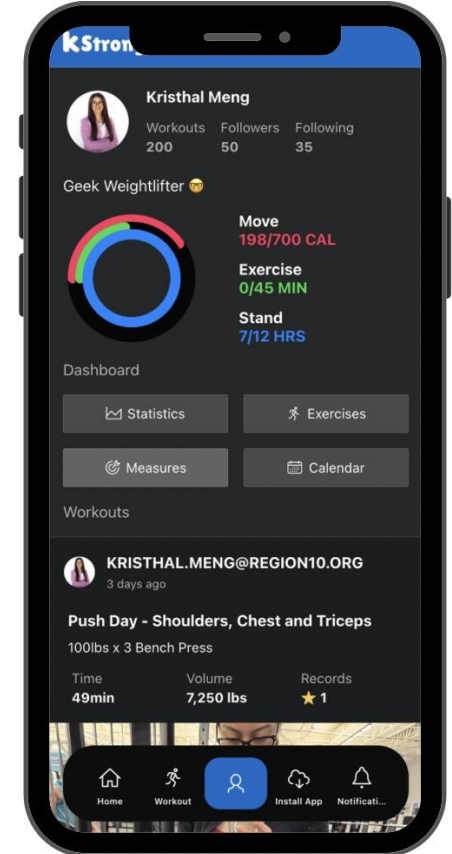 kStron
Kristhal Meng
Workouts Followers Following
200 50 35
Geek Weightlifter 🤓
Move
198/700 CAL
Exercise
0/45 MIN
Stand
7/12 HRS
Dashboard
Statistics Exercises
Measures Calendar
Workouts
KRISTHAL.MENG@REGION10.ORG
3 days ago
Push Day - Shoulders, Chest and Triceps
100lbs x 3 Bench Press
Time Volume Records
49min 7,250 lbs ⭐ 1
Home Workout Install App Notificati...